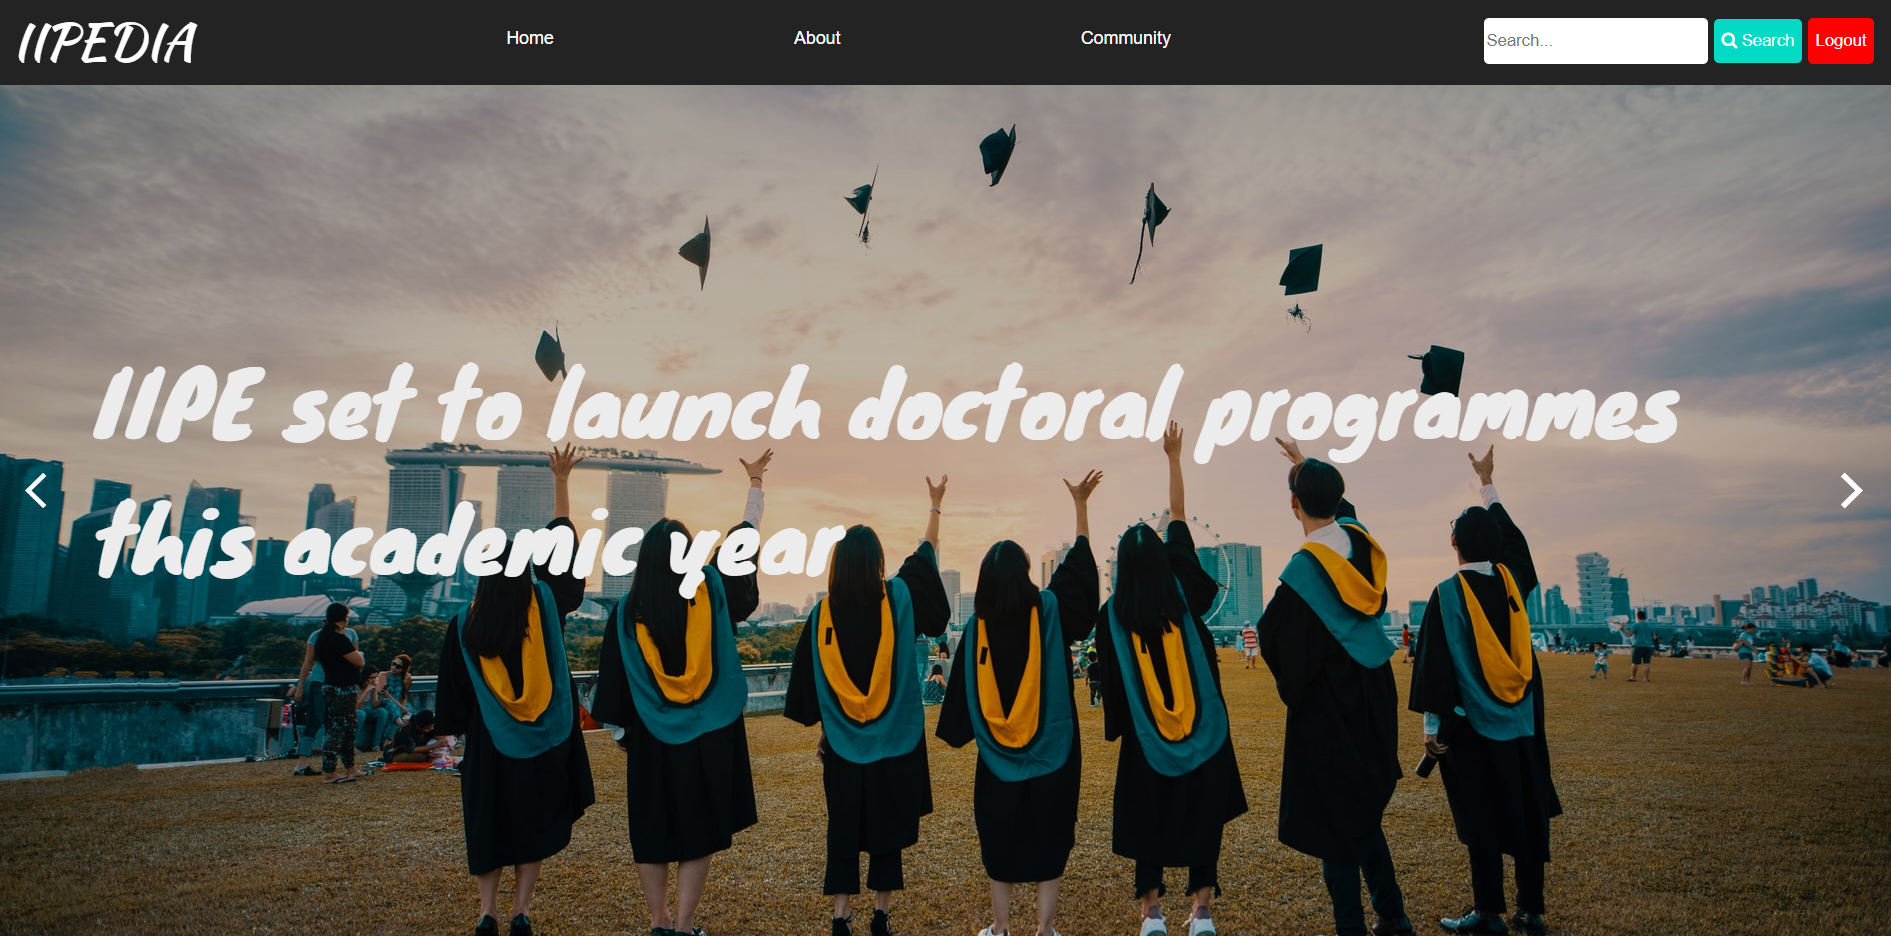 IIPEDIA
Home
About
Community
Search...
Search
Logout
IIPE set to launch doctoral programmes
this academic year